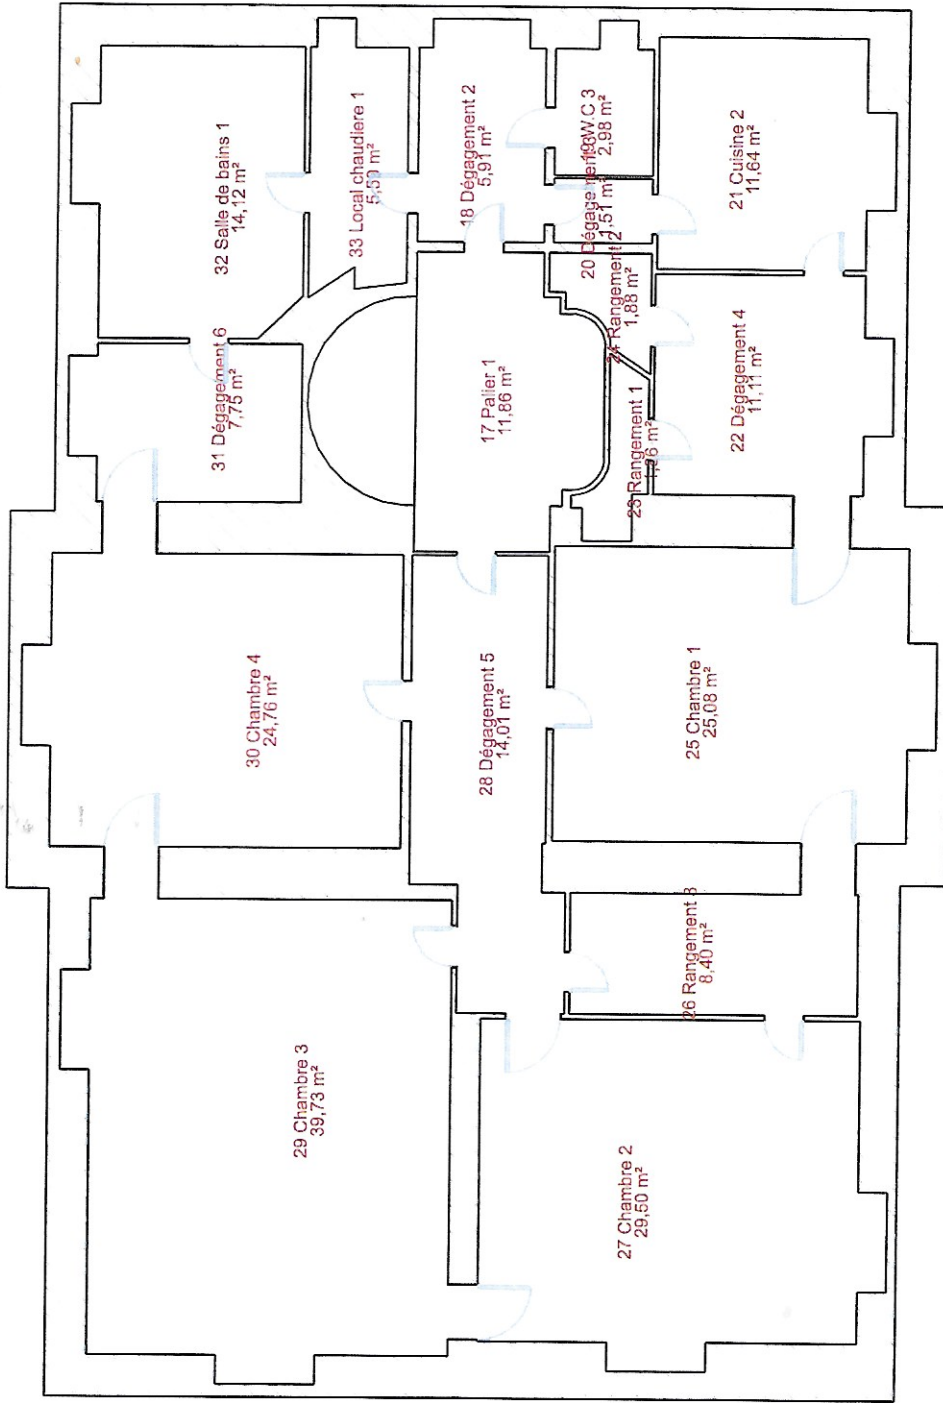 32 Salle de bains 1
14,12 m²
33 Local chaudiere 1
5,59 m²
18 Dégagement 2
5,91 m²
19 W.C 3
2,98 m²
20 Dégagement 3
1,51 m²
21 Cuisine 2
11,64 m²
24 Rangement 2
1,88 m²
31 Dégagement 6
7,75 m²
17 Palier 1
11,86 m²
23 Rangement 1
22 Dégagement 4
11,11 m²
30 Chambre 4
24,76 m²
28 Dégagement 5
14,01 m²
25 Chambre 1
25,08 m²
26 Rangement 3
8,40 m²
29 Chambre 3
39,73 m²
27 Chambre 2
29,50 m²